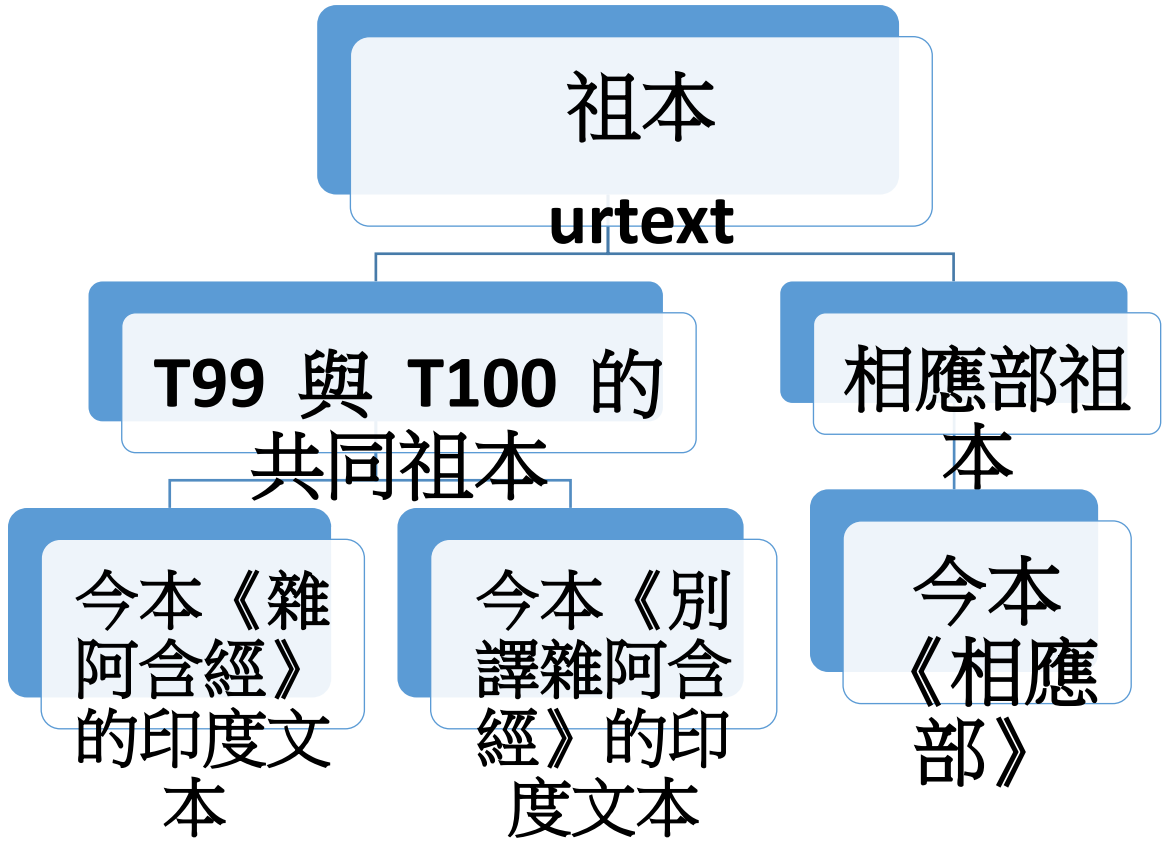 祖本
urtext
T99 與 T100 的
共同祖本
相應部祖
本
今本《雜
阿含經》
的印度文
本
今本《別
譯雜阿含
經》的印
度文本
今本
《相應
部》